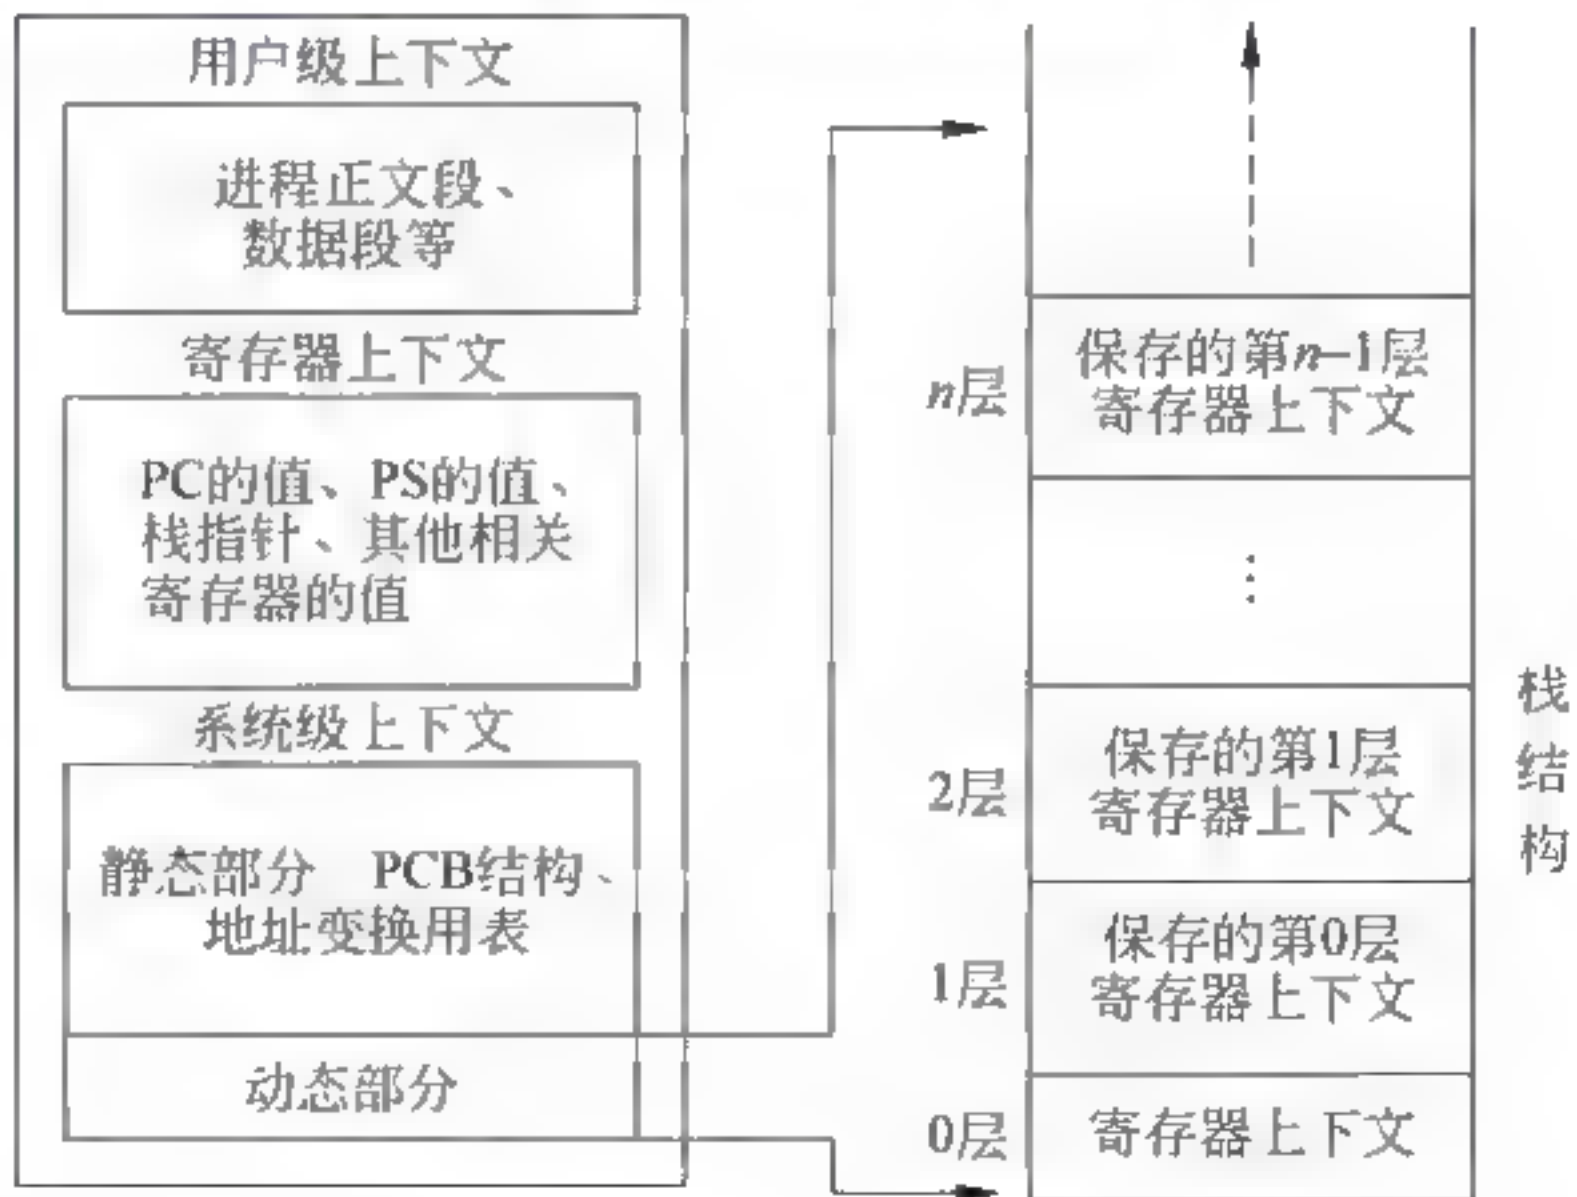 用户级上下文
进程正文段、
数据段等
寄存器上下文
PC的值、PS的值、
栈指针、其他相关
寄存器的值
系统级上下文
静态部分 PCB结构、
地址变换用表
动态部分
n层
保存的第n–1层
寄存器上下文
⋮
2层
保存的第1层
寄存器上下文
1层
保存的第0层
寄存器上下文
0层
寄存器上下文
栈
结
构